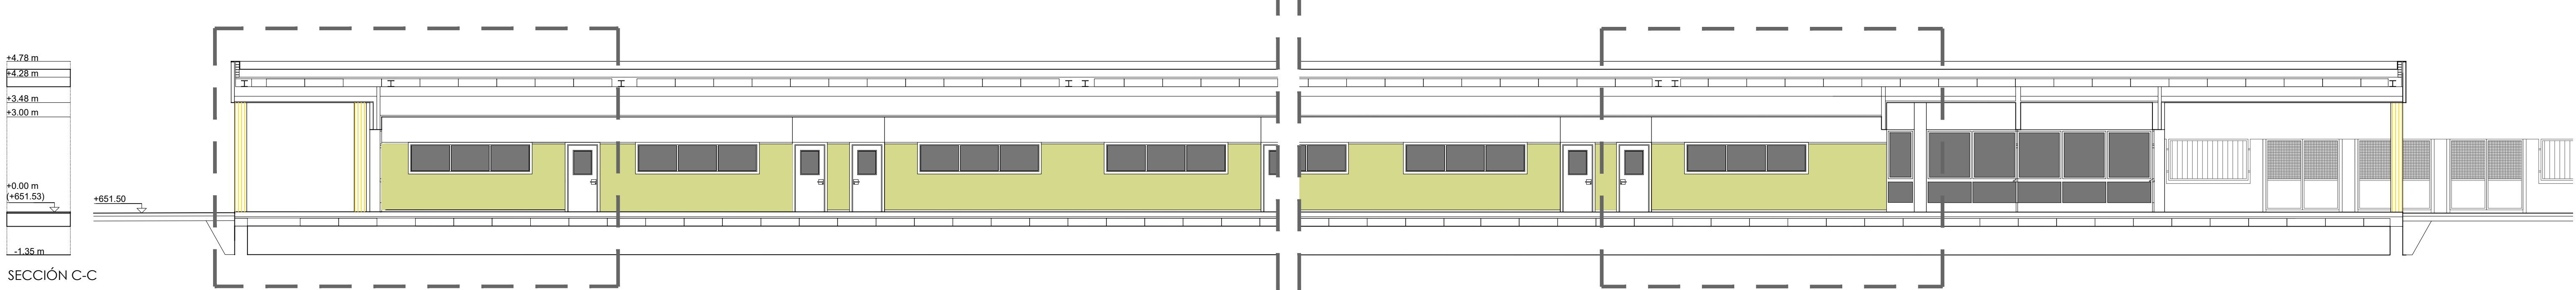 +4.78 m
+4.28 m
+3.48 m
+3.00 m
+0.00 m
(+651.53)
+651.50
-1.35 m
SECCIÓN C-C